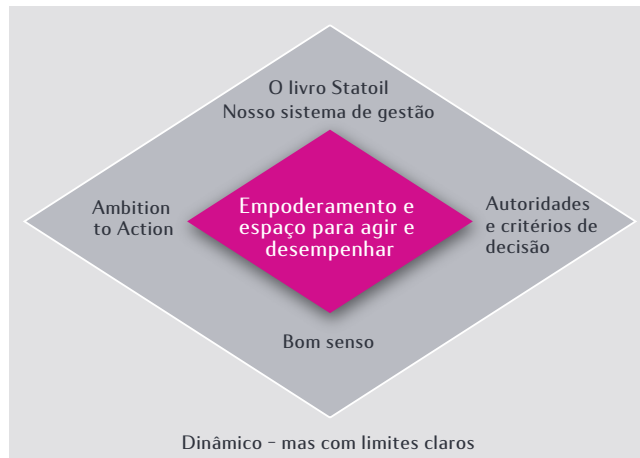 O livro Statoil
Nosso sistema de gestão
Ambition
to Action
Empoderamento e
espaço para agir e
desempenhar
Autoridades
e critérios de
decisão
Bom senso
Dinâmico – mas com limites claros